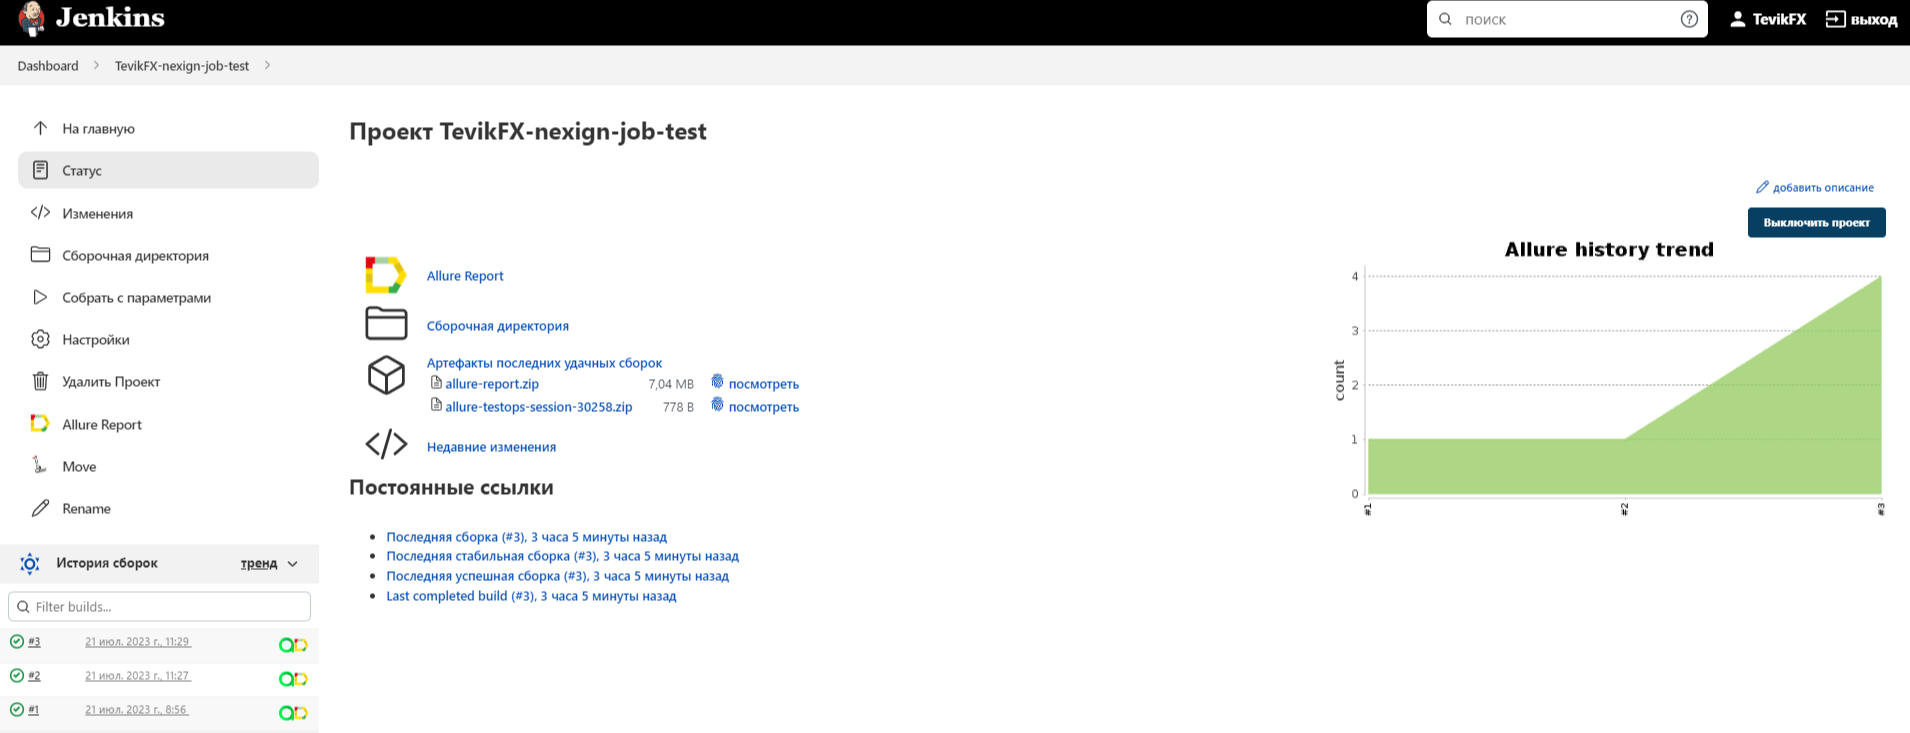 Jenkins
поиск
TevikFX
выход
Dashboard
TevikFX-nexign-job-test
На главную
Статус
Изменения
Сборочная директория
Собрать с параметрами
Настройки
Удалить Проект
Allure Report
Move
Rename
История сборок
тренд
Filter builds...
#3 21 июл. 2023 г., 11:29
#2 21 июл. 2023 г., 11:27
#1 21 июл. 2023 г., 8:56
Проект TevikFX-nexign-job-test
добавить описание
Выключить проект
Allure Report
Сборочная директория
Артефакты последних удачных сборок
allure-report.zip 7,04 MB посмотреть
allure-testops-session-30258.zip 778 B посмотреть
Недавние изменения
Постоянные ссылки
Последняя сборка (#3), 3 часа 5 минуты назад
Последняя стабильная сборка (#3), 3 часа 5 минуты назад
Последняя успешная сборка (#3), 3 часа 5 минуты назад
Last completed build (#3), 3 часа 5 минуты назад
Allure history trend
count
4
3
2
1
0
#1
#2
#3